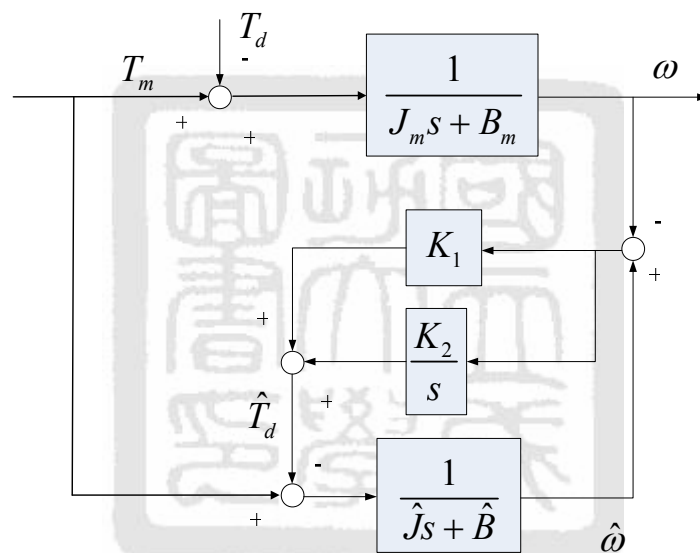 T_d
-
T_m
+
+
1
J_m s + B_m
ω
K_1
-
+
+
K_2
s
+
T̂_d
-
+
1
Ĵs + B̂
ω̂